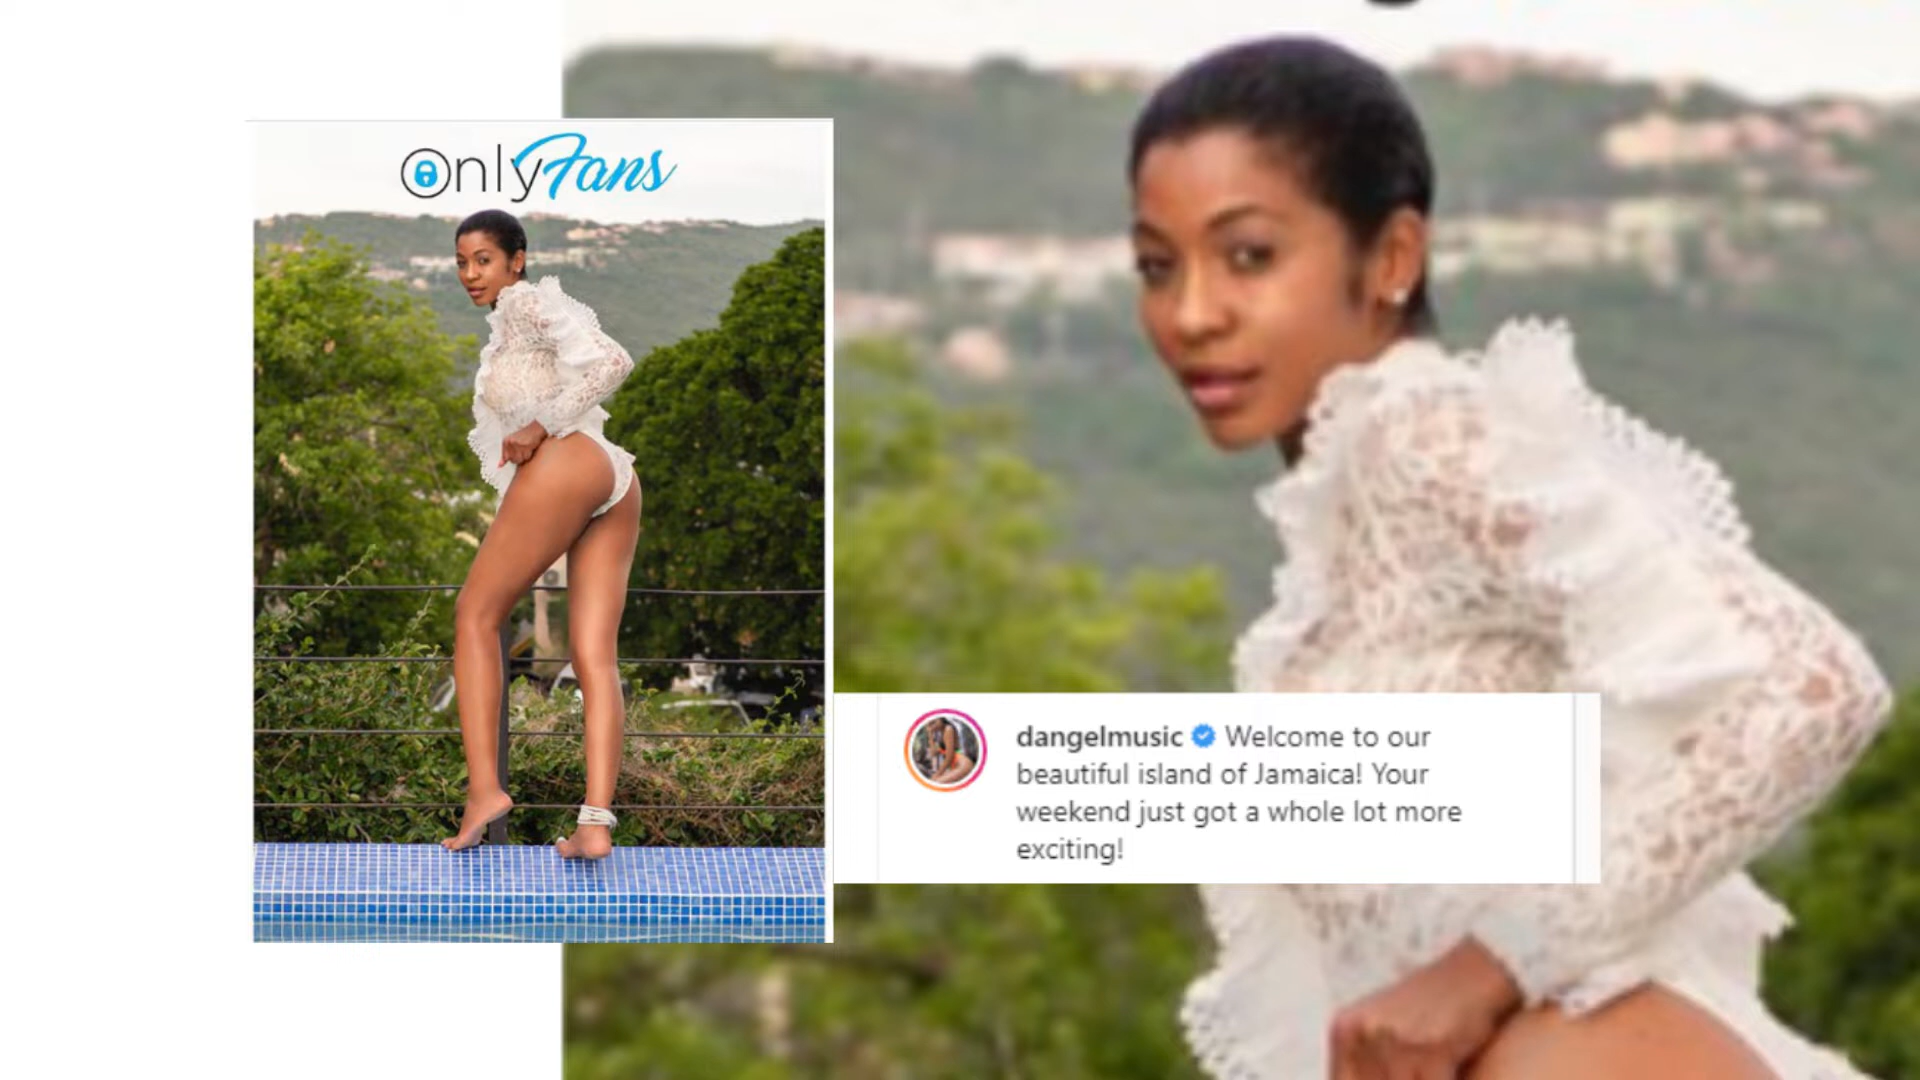 OnlyFans
dangelmusic Welcome to our
beautiful island of Jamaica! Your
weekend just got a whole lot more
exciting!